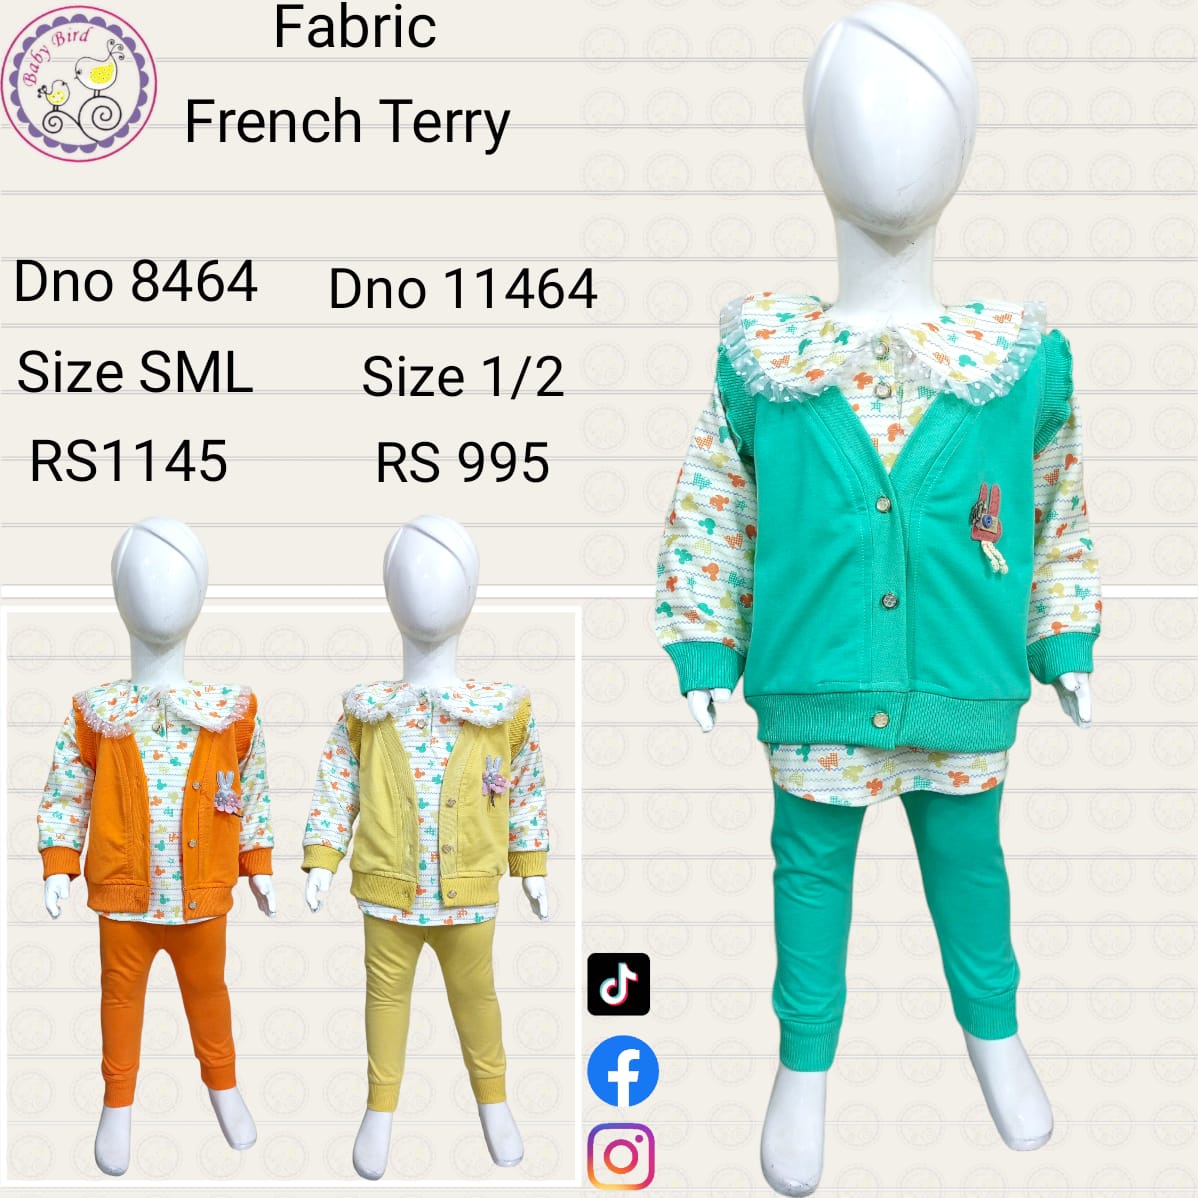 Baby Bird
Fabric
French Terry
Dno 8464
Size SML
RS1145
Dno 11464
Size 1/2
RS 995